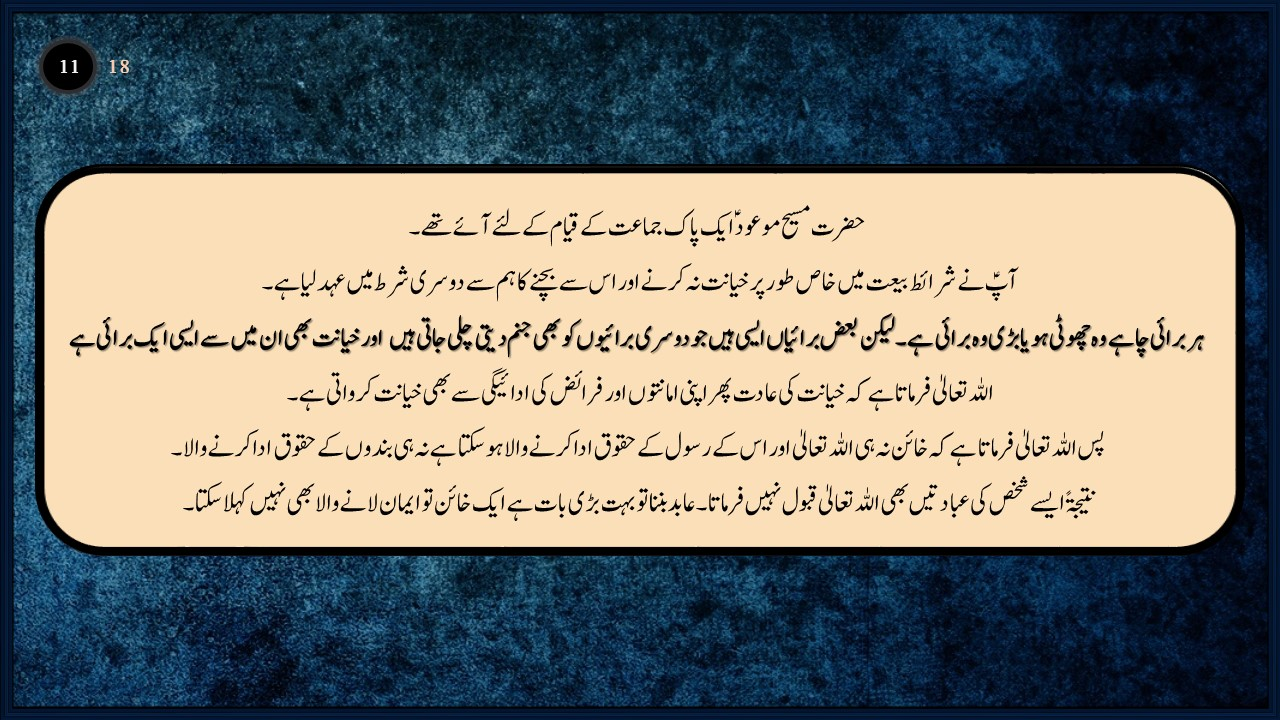 11 18
حضرت مسیح موعودؑ ایک پاک جماعت کے قیام کے لئے آئے تھے۔
آپؑ نے شرائط بیعت میں خاص طور پر خیانت نہ کرنے اور اس سے بچنے کا ہم سے دوسری شرط میں عہد لیا ہے۔
ہر برائی چاہے وہ چھوٹی ہو یا بڑی وہ برائی ہے۔ لیکن بعض برائیاں ایسی ہیں جو دوسری برائیوں کو بھی جنم دیتی چلی جاتی ہیں اور خیانت بھی ان میں سے ایسی ایک برائی ہے
اللہ تعالیٰ فرماتا ہے کہ خیانت کی عادت پھر اپنی امانتوں اور فرائض کی ادائیگی سے بھی خیانت کرواتی ہے۔
پس اللہ تعالیٰ فرماتا ہے کہ خائن نہ ہی اللہ تعالیٰ اور اس کے رسول کے حقوق ادا کرنے والا ہو سکتا ہے نہ ہی بندوں کے حقوق ادا کرنے والا۔
نتیجۃً ایسے شخص کی عبادتیں بھی اللہ تعالیٰ قبول نہیں فرماتا۔ عابد بننا تو بہت بڑی بات ہے ایک خائن تو ایمان لانے والا بھی نہیں کہلا سکتا۔